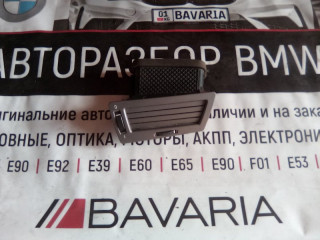 01 BAVARIA
АВТОРАЗБОР BMW
ОРИГИНАЛЬНЫЕ АВТО НАЛИЧИИ И НА ЗАКА
ОВНЫЕ, ОПТИКА, МОТОРЫ, АКПП, ЭЛЕКТРОНИ
E90 | E92 | E39 | E60 | E65 | E90 | F01 | E53
BAVARIA